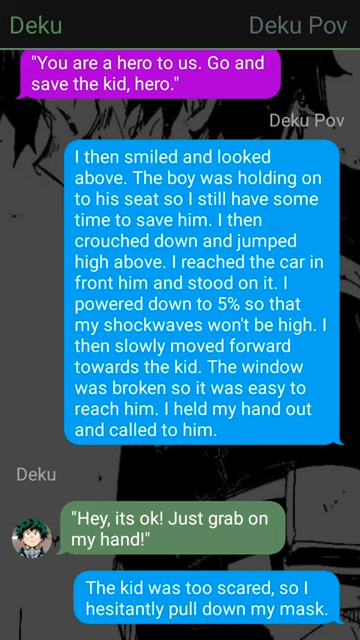 Deku
Deku Pov
"You are a hero to us. Go and
save the kid, hero."
Deku Pov
I then smiled and looked
above. The boy was holding on
to his seat so I still have some
time to save him. I then
crouched down and jumped
high above. I reached the car in
front him and stood on it. I
powered down to 5% so that
my shockwaves won't be high. I
then slowly moved forward
towards the kid. The window
was broken so it was easy to
reach him. I held my hand out
and called to him.
Deku
"Hey, its ok! Just grab on
my hand!"
The kid was too scared, so I
hesitantly pull down my mask.